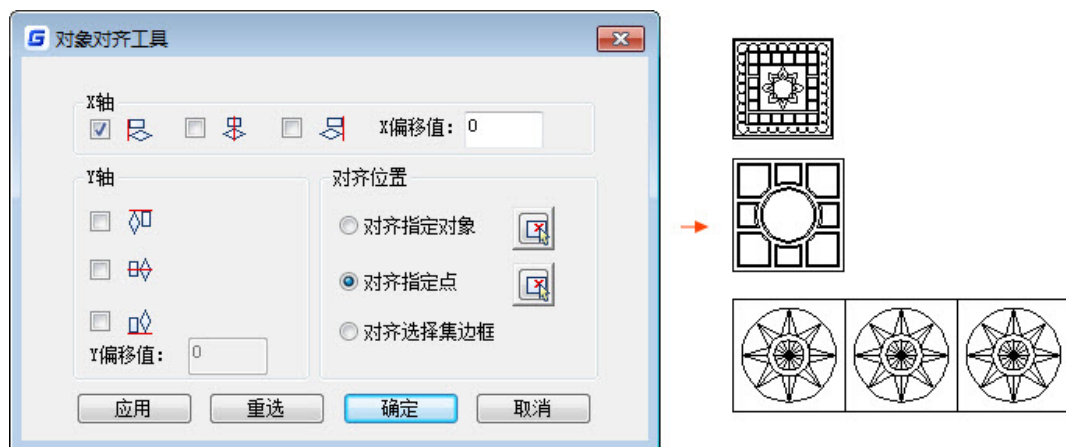 对象对齐工具
X轴
X偏移值: 0
Y轴
对齐位置
对齐指定对象
对齐指定点
对齐选择集边框
Y偏移值: 0
应用 重选 确定 取消